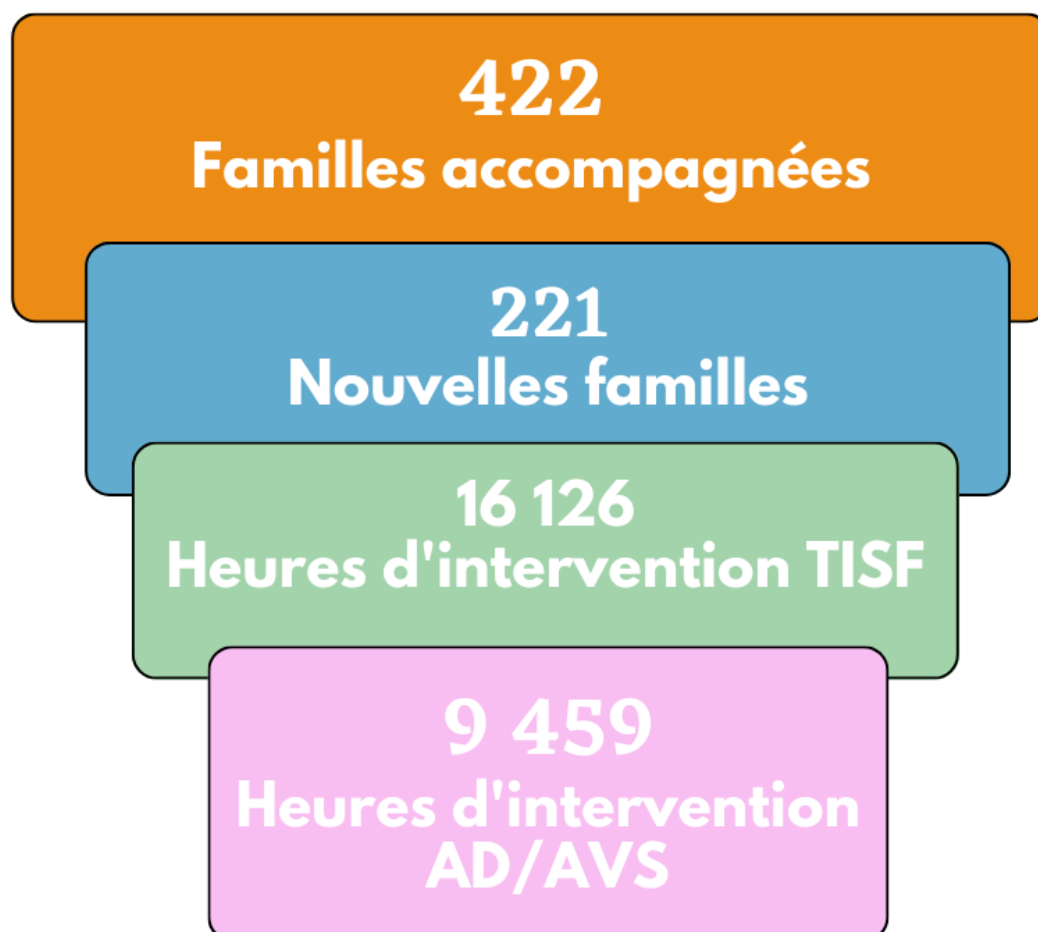 422
Familles accompagnées
221
Nouvelles familles
16 126
Heures d'intervention TISF
9 459
Heures d'intervention
AD/AVS